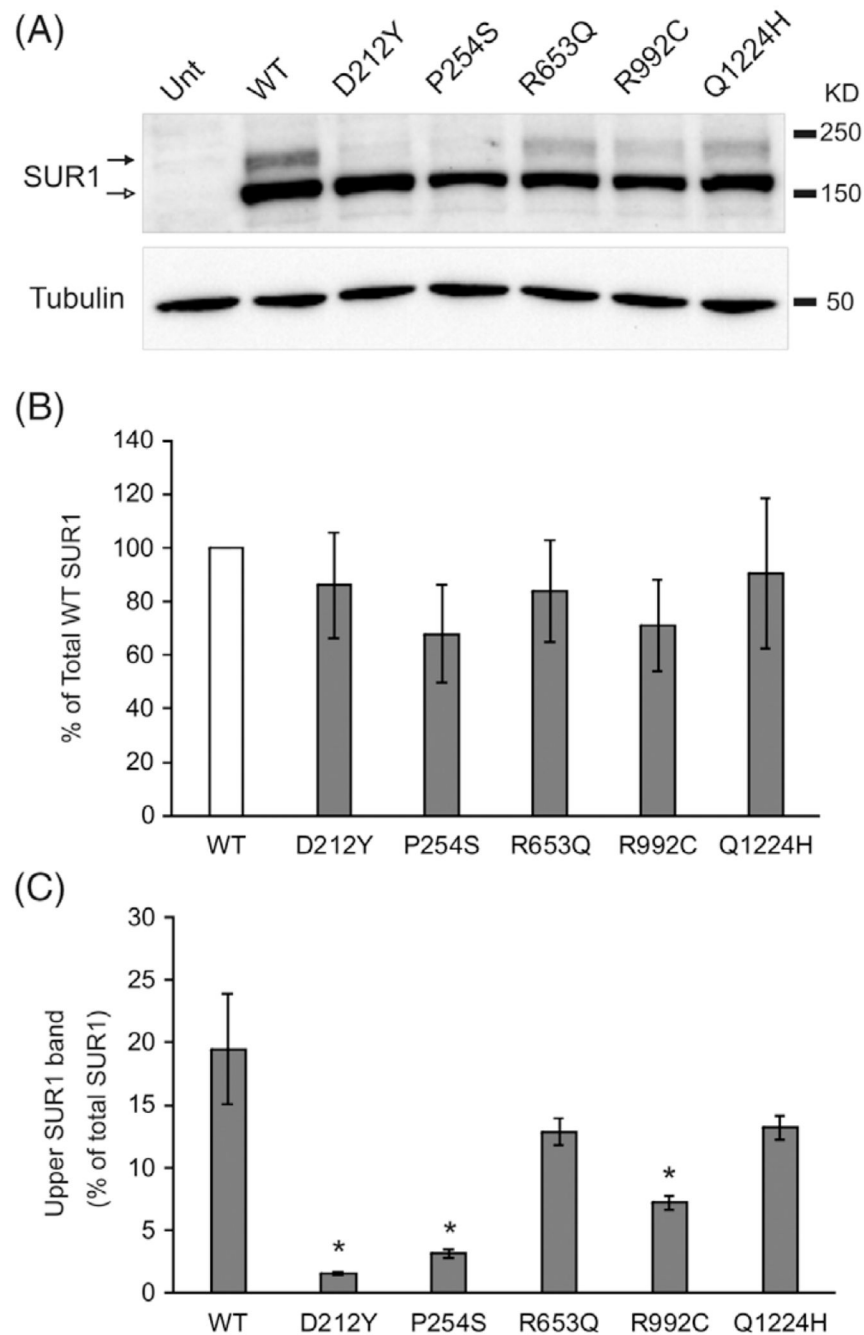 (A)
Unt WT D212Y P254S R653Q R992C Q1224H
KD
250
SUR1
150
Tubulin
50
(B)
140
120
100
80
60
40
20
0
% of Total WT SUR1
WT D212Y P254S R653Q R992C Q1224H
(C)
30
25
20
15
10
5
0
Upper SUR1 band
(% of total SUR1)
* * *
WT D212Y P254S R653Q R992C Q1224H